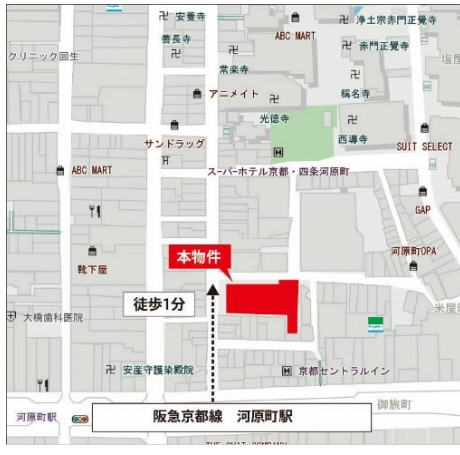 安養寺
ABC MART
浄土宗赤門正覚寺
善長寺
赤門正覚寺
クリニック回生
常楽寺
アニメイト
稱名寺
光徳寺
サンドラッグ
西導寺
SUIT SELECT
ABC MART
スーパーホテル京都・四条河原町
GAP
本物件
河原町OPA
靴下屋
徒歩1分
米屋町
大橋歯科医院
安産守護染殿院
京都セントラルイン
御旅町
河原町駅
阪急京都線 河原町駅